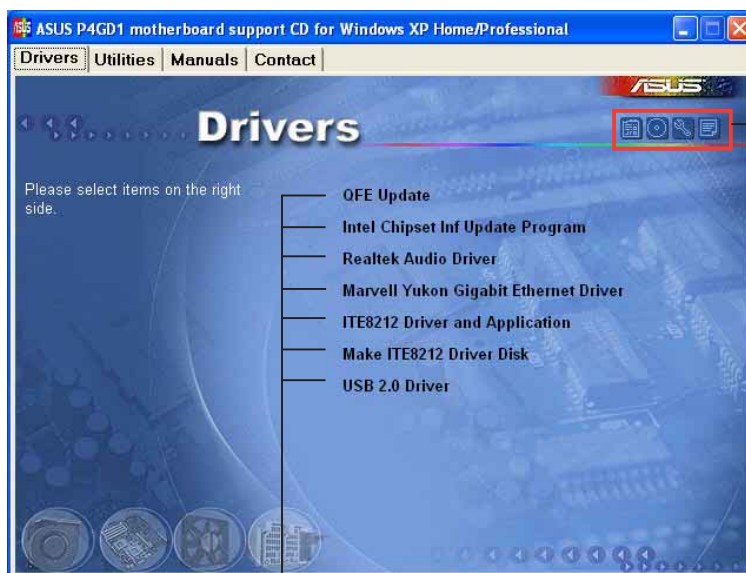 ASUS P4GD1 motherboard support CD for Windows XP Home/Professional
Drivers Utilities Manuals Contact
ASUS
Drivers
Please select items on the right
side.
QFE Update
Intel Chipset Inf Update Program
Realtek Audio Driver
Marvell Yukon Gigabit Ethernet Driver
ITE8212 Driver and Application
Make ITE8212 Driver Disk
USB 2.0 Driver